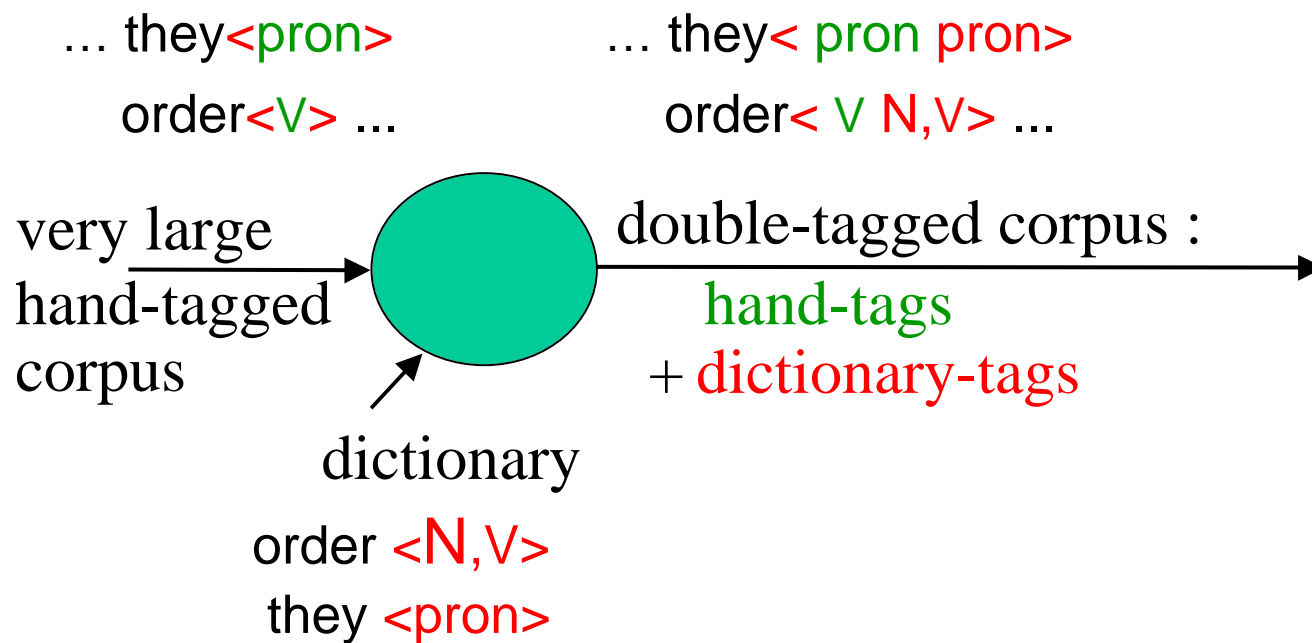 ... they<pron>
order<V> ...
... they< pron pron>
order< V N,V> ...
very large
hand-tagged
corpus
double-tagged corpus :
hand-tags
+ dictionary-tags
dictionary
order <N,V>
they <pron>